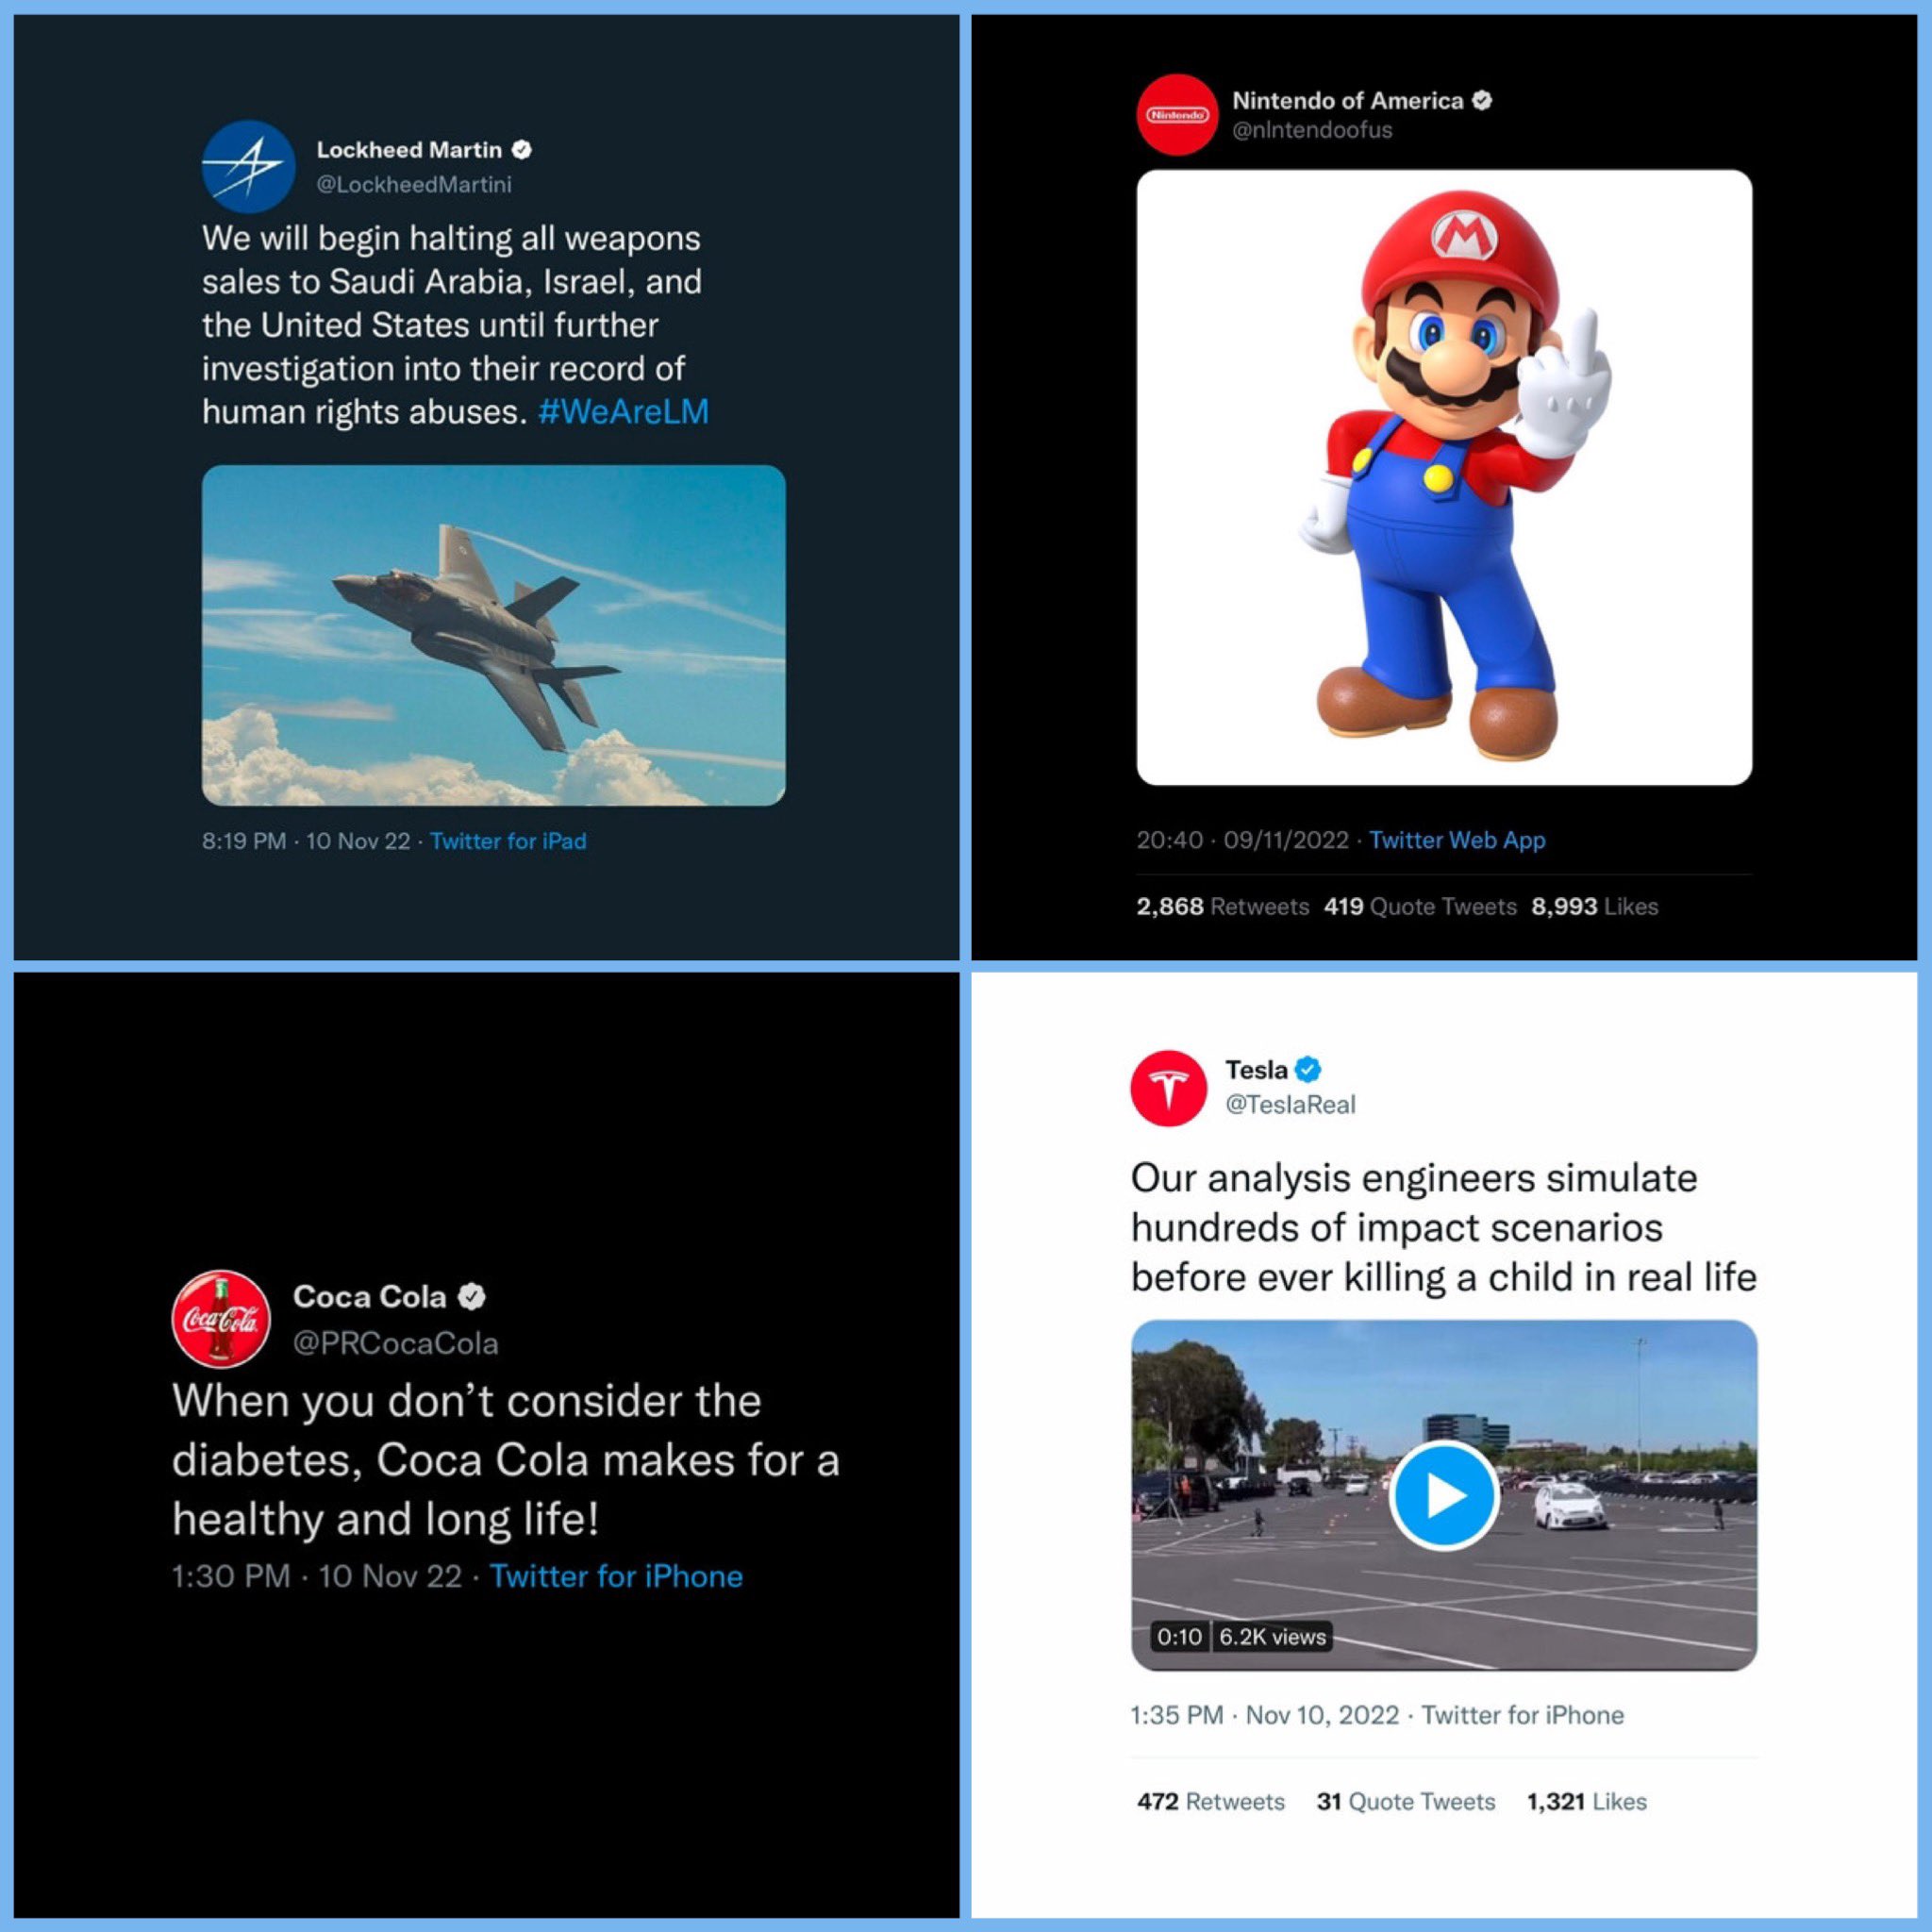 Lockheed Martin
@LockheedMartini
We will begin halting all weapons
sales to Saudi Arabia, Israel, and
the United States until further
investigation into their record of
human rights abuses. #WeAreLM
8:19 PM · 10 Nov 22 · Twitter for iPad
Nintendo
Nintendo of America
@nIntendoofus
M
20:40 · 09/11/2022 · Twitter Web App
2,868 Retweets 419 Quote Tweets 8,993 Likes
Coca-Cola
Coca Cola
@PRCocaCola
When you don’t consider the
diabetes, Coca Cola makes for a
healthy and long life!
1:30 PM · 10 Nov 22 · Twitter for iPhone
Tesla
@TeslaReal
Our analysis engineers simulate
hundreds of impact scenarios
before ever killing a child in real life
0:10 6.2K views
1:35 PM · Nov 10, 2022 · Twitter for iPhone
472 Retweets 31 Quote Tweets 1,321 Likes